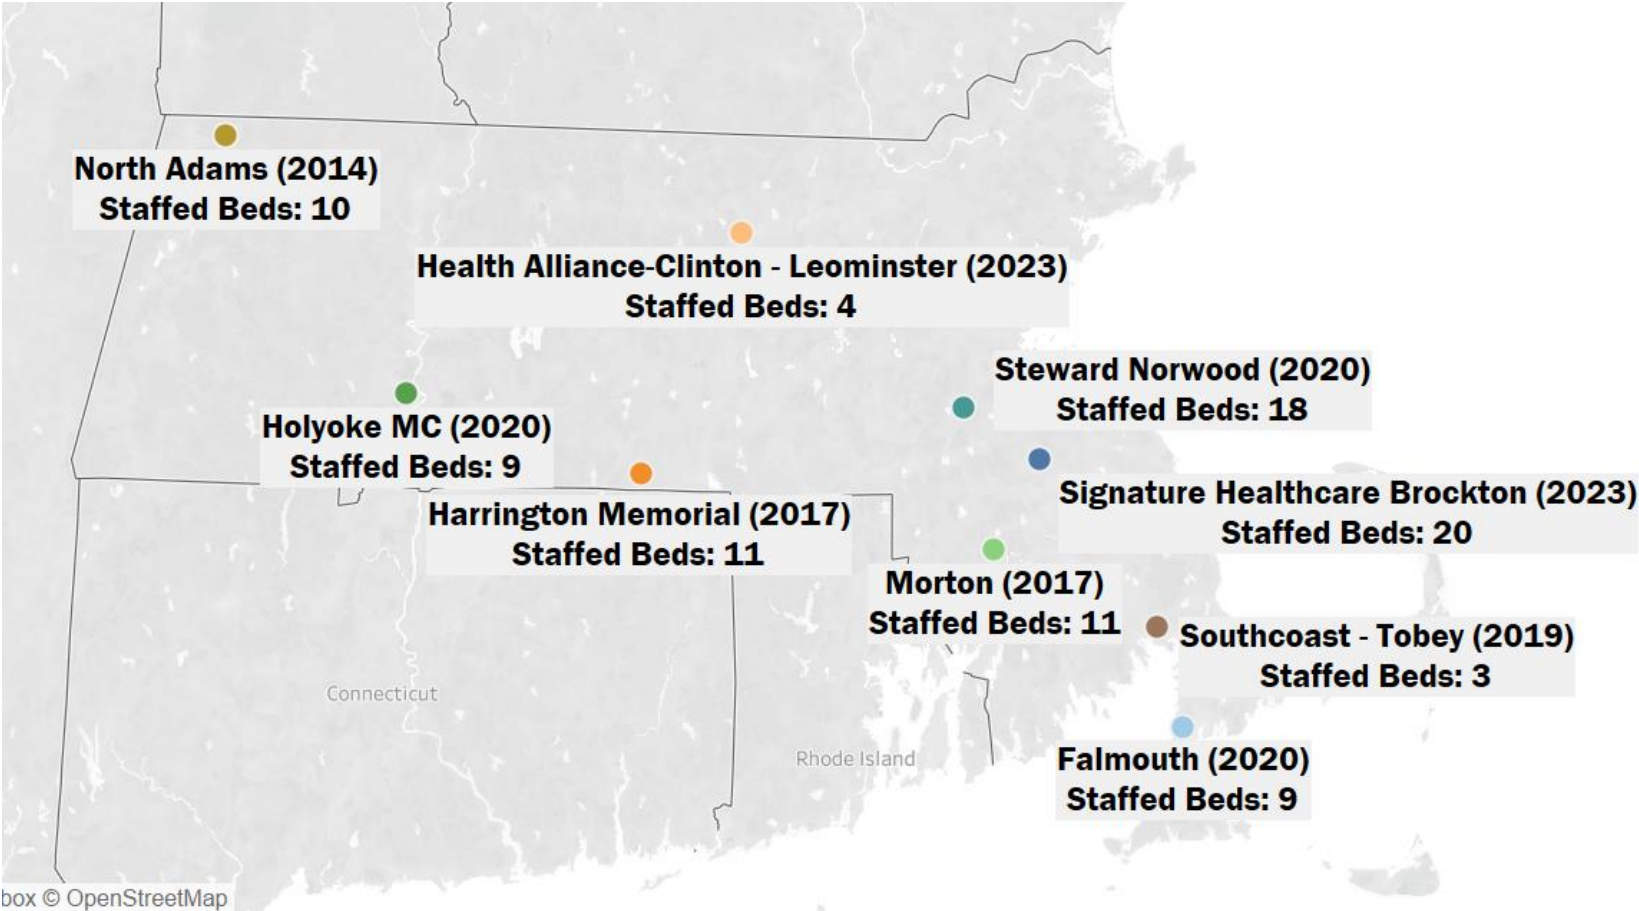 North Adams (2014)
Staffed Beds: 10
Health Alliance-Clinton - Leominster (2023)
Staffed Beds: 4
Steward Norwood (2020)
Staffed Beds: 18
Holyoke MC (2020)
Staffed Beds: 9
Signature Healthcare Brockton (2023)
Staffed Beds: 20
Harrington Memorial (2017)
Staffed Beds: 11
Morton (2017)
Staffed Beds: 11
Southcoast - Tobey (2019)
Staffed Beds: 3
Connecticut
Rhode Island
Falmouth (2020)
Staffed Beds: 9
box © OpenStreetMap